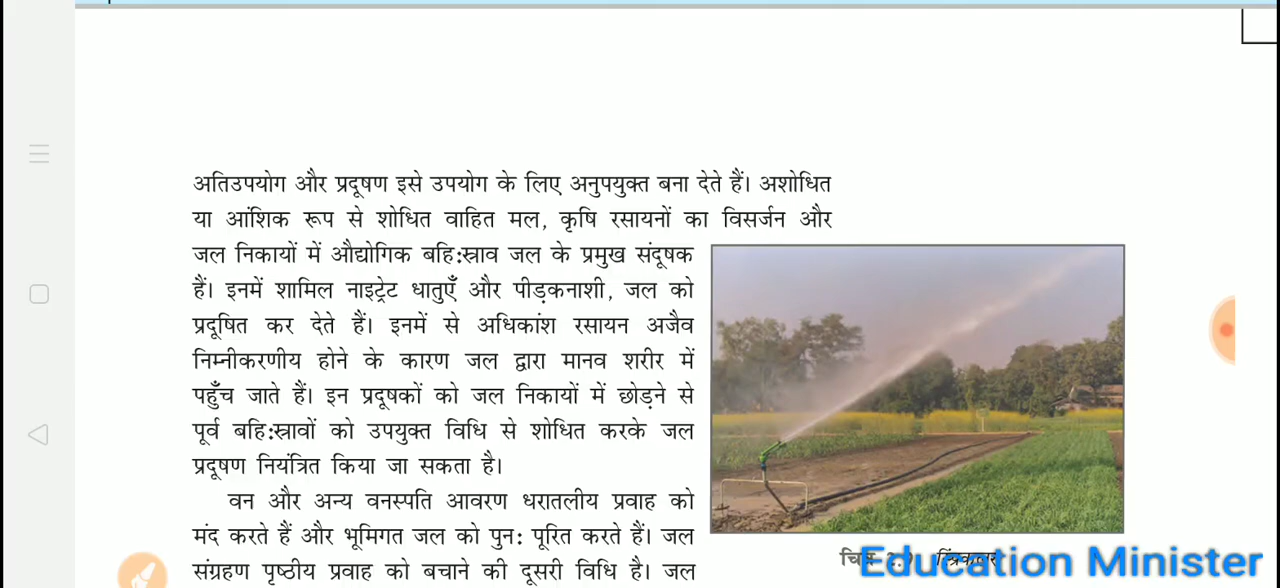 अतिउपयोग और प्रदूषण इसे उपयोग के लिए अनुपयुक्त बना देते हैं। अशोधित
या आंशिक रूप से शोधित वाहित मल, कृषि रसायनों का विसर्जन और
जल निकायों में औद्योगिक बहि:स्राव जल के प्रमुख संदूषक
हैं। इनमें शामिल नाइट्रेट धातुएँ और पीड़कनाशी, जल को
प्रदूषित कर देते हैं। इनमें से अधिकांश रसायन अजैव
निम्नीकरणीय होने के कारण जल द्वारा मानव शरीर में
पहुँच जाते हैं। इन प्रदूषकों को जल निकायों में छोड़ने से
पूर्व बहि:स्रावों को उपयुक्त विधि से शोधित करके जल
प्रदूषण नियंत्रित किया जा सकता है।
वन और अन्य वनस्पति आवरण धरातलीय प्रवाह को
मंद करते हैं और भूमिगत जल को पुन: पूरित करते हैं। जल
संग्रहण पृष्ठीय प्रवाह को बचाने की दूसरी विधि है। जल
Education Minister